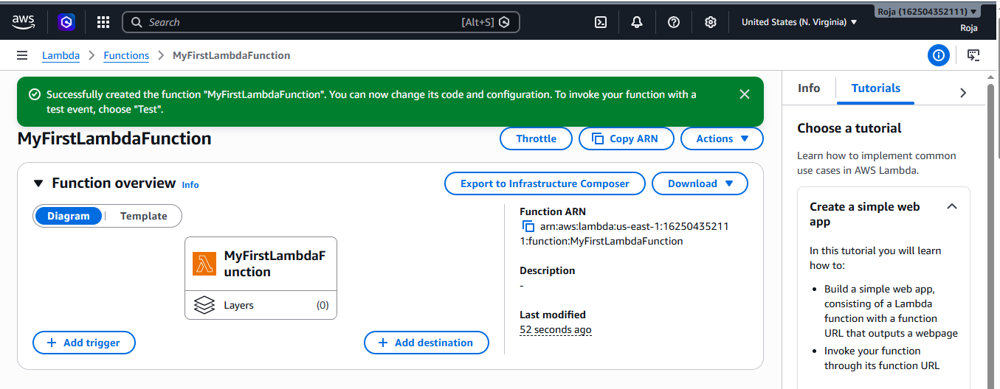 aws
Search
[Alt+S]
United States (N. Virginia)
Roja (162504352111)
Roja
Lambda
Functions
MyFirstLambdaFunction
Successfully created the function "MyFirstLambdaFunction". You can now change its code and configuration. To invoke your function with a
test event, choose "Test".
MyFirstLambdaFunction
Throttle
Copy ARN
Actions
Function overview Info
Export to Infrastructure Composer
Download
Diagram
Template
MyFirstLambdaF
unction
Layers
(0)
Add trigger
Add destination
Function ARN
arn:aws:lambda:us-east-1:16250435211
1:function:MyFirstLambdaFunction
Description
-
Last modified
52 seconds ago
Info
Tutorials
Choose a tutorial
Learn how to implement common
use cases in AWS Lambda.
Create a simple web
app
In this tutorial you will learn
how to:
• Build a simple web app,
consisting of a Lambda
function with a function
URL that outputs a webpage
• Invoke your function
through its function URL